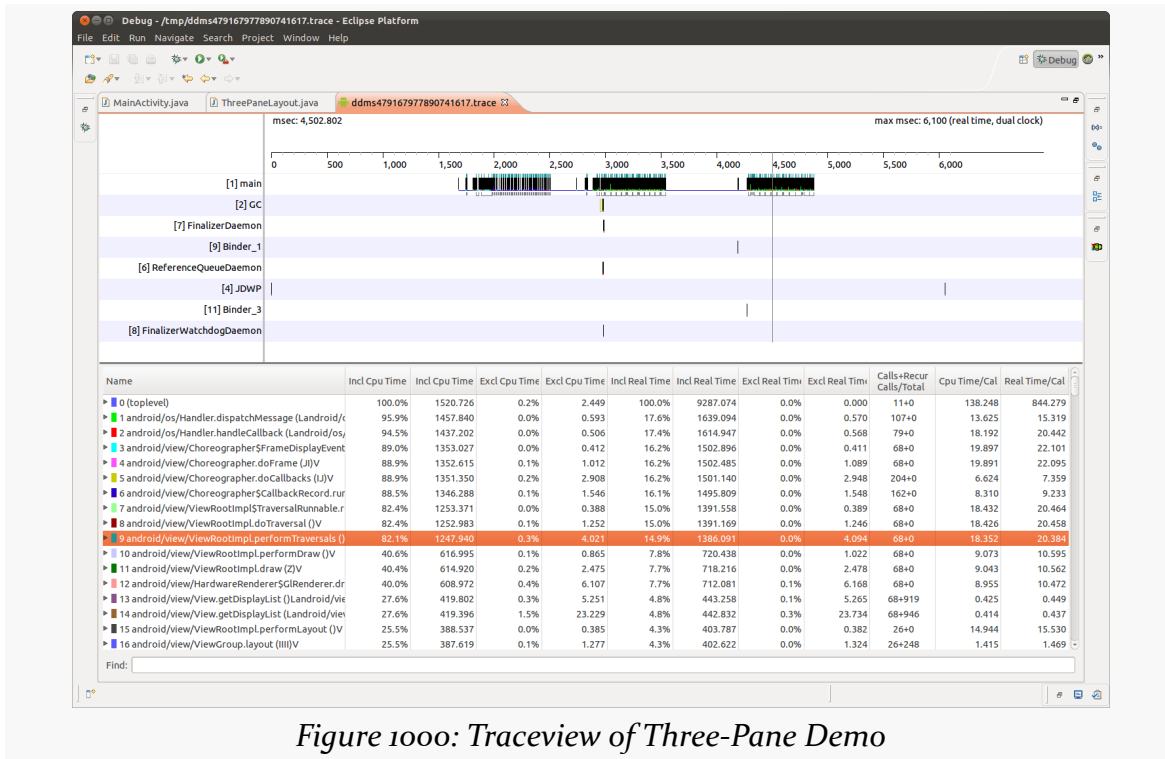 Debug - /tmp/ddms479167977890741617.trace - Eclipse Platform
File Edit Run Navigate Search Project Window Help
Debug
MainActivity.java ThreePaneLayout.java ddms479167977890741617.trace
msec: 4,502.802 max msec: 6,100 (real time, dual clock)
0 500 1,000 1,500 2,000 2,500 3,000 3,500 4,000 4,500 5,000 5,500 6,000
[1] main
[2] GC
[7] FinalizerDaemon
[9] Binder_1
[6] ReferenceQueueDaemon
[4] JDWP
[11] Binder_3
[8] FinalizerWatchdogDaemon
Name Incl Cpu Time Incl Cpu Time Excl Cpu Time Excl Cpu Time Incl Real Time Incl Real Time Excl Real Time Excl Real Time Calls+Recur Calls/Total Cpu Time/Cal Real Time/Cal
0 (toplevel) 100.0% 1520.726 0.2% 2.449 100.0% 9287.074 0.0% 0.000 11+0 138.248 844.279
1 android/os/Handler.dispatchMessage (Landroid/c 95.9% 1457.840 0.0% 0.593 17.6% 1639.094 0.0% 0.570 107+0 13.625 15.319
2 android/os/Handler.handleCallback (Landroid/os/ 94.5% 1437.202 0.0% 0.506 17.4% 1614.947 0.0% 0.568 79+0 18.192 20.442
3 android/view/Choreographer$FrameDisplayEvent 89.0% 1353.027 0.0% 0.412 16.2% 1502.896 0.0% 0.411 68+0 19.897 22.101
4 android/view/Choreographer.doFrame (JI)V 88.9% 1352.615 0.1% 1.012 16.2% 1502.485 0.0% 1.089 68+0 19.891 22.095
5 android/view/Choreographer.doCallbacks (IJ)V 88.9% 1351.350 0.2% 2.908 16.2% 1501.140 0.0% 2.948 204+0 6.624 7.359
6 android/view/Choreographer$CallbackRecord.rur 88.5% 1346.288 0.1% 1.546 16.1% 1495.809 0.0% 1.548 162+0 8.310 9.233
7 android/view/ViewRootImpl$TraversalRunnable.r 82.4% 1253.371 0.0% 0.388 15.0% 1391.558 0.0% 0.389 68+0 18.432 20.464
8 android/view/ViewRootImpl.doTraversal ()V 82.4% 1252.983 0.1% 1.252 15.0% 1391.169 0.0% 1.246 68+0 18.426 20.458
9 android/view/ViewRootImpl.performTraversals () 82.1% 1247.940 0.3% 4.021 14.9% 1386.091 0.0% 4.094 68+0 18.352 20.384
10 android/view/ViewRootImpl.performDraw ()V 40.6% 616.995 0.1% 0.865 7.8% 720.438 0.0% 1.022 68+0 9.073 10.595
11 android/view/ViewRootImpl.draw (Z)V 40.4% 614.920 0.2% 2.475 7.7% 718.216 0.0% 2.478 68+0 9.043 10.562
12 android/view/HardwareRenderer$GlRenderer.dr 40.0% 608.972 0.4% 6.107 7.7% 712.081 0.1% 6.168 68+0 8.955 10.472
13 android/view/View.getDisplayList ()Landroid/vie 27.6% 419.802 0.3% 5.251 4.8% 443.258 0.1% 5.265 68+919 0.425 0.449
14 android/view/View.getDisplayList (Landroid/viev 27.6% 419.396 1.5% 23.229 4.8% 442.832 0.3% 23.734 68+946 0.414 0.437
15 android/view/ViewRootImpl.performLayout ()V 25.5% 388.537 0.0% 0.385 4.3% 403.787 0.0% 0.382 26+0 14.944 15.530
16 android/view/ViewGroup.layout (IIII)V 25.5% 387.619 0.1% 1.277 4.3% 402.622 0.0% 1.324 26+248 1.415 1.469
Find:
Figure 1000: Traceview of Three-Pane Demo